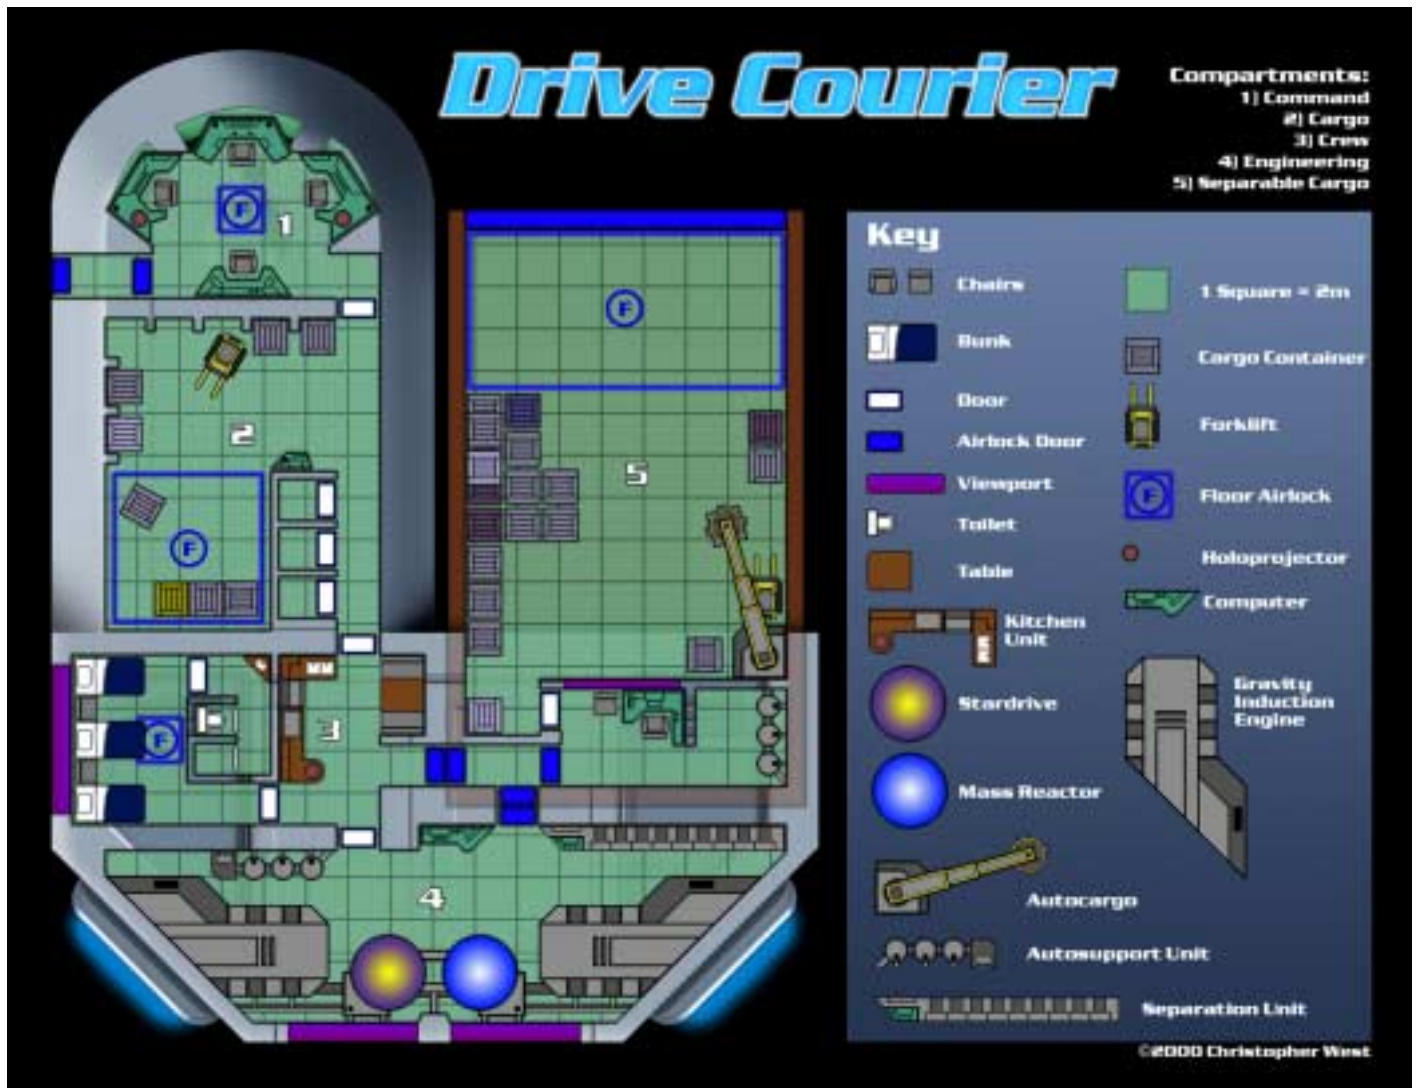 Drive Courier
Compartments:
1) Command
2) Cargo
3) Crew
4) Engineering
5) Separable Cargo
F
1
2
F
3
F
4
F
5
Key
Chairs
Bunk
Door
Airlock Door
Viewport
Toilet
Table
Kitchen
Unit
Stardrive
Mass Reactor
Autocargo
Autosupport Unit
Separation Unit
1 Square = 2m
Cargo Container
Forklift
F
Floor Airlock
Holoprojector
Computer
Gravity
Induction
Engine
©2000 Christopher West